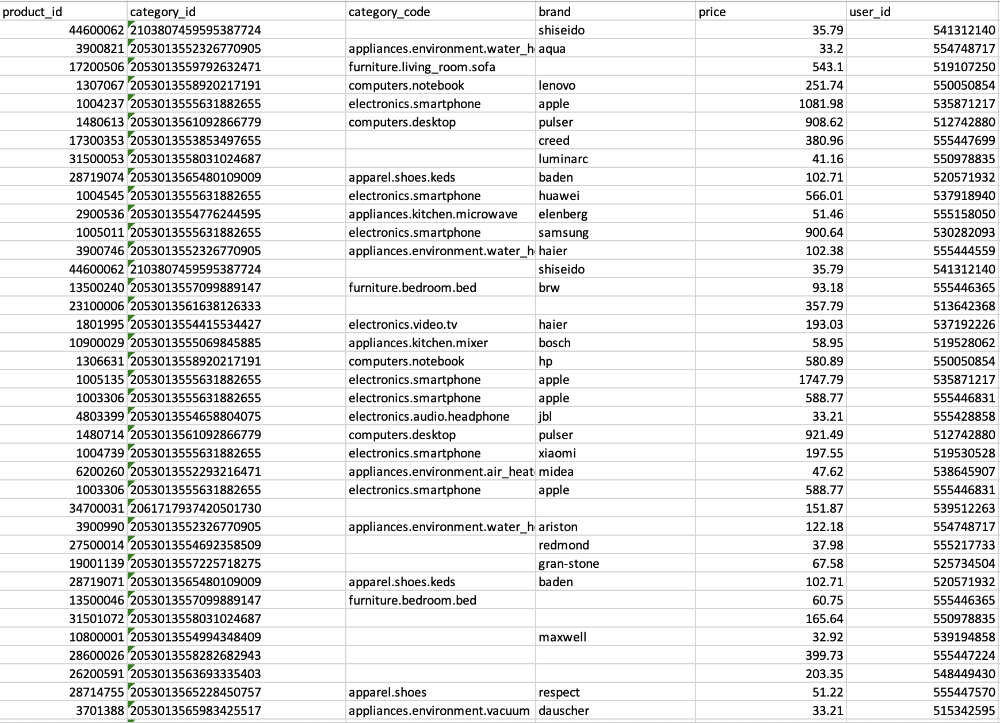 product_id category_id category_code brand price user_id
44600062 2103807459595387724 shiseido 35.79 541312140
3900821 2053013552326770905 appliances.environment.water_h aqua 33.2 554748717
17200506 2053013559792632471 furniture.living_room.sofa 543.1 519107250
1307067 2053013558920217191 computers.notebook lenovo 251.74 550050854
1004237 2053013555631882655 electronics.smartphone apple 1081.98 535871217
1480613 2053013561092866779 computers.desktop pulser 908.62 512742880
17300353 2053013553853497655 creed 380.96 555447699
31500053 2053013558031024687 luminarc 41.16 550978835
28719074 2053013565480109009 apparel.shoes.keds baden 102.71 520571932
1004545 2053013555631882655 electronics.smartphone huawei 566.01 537918940
2900536 2053013554776244595 appliances.kitchen.microwave elenberg 51.46 555158050
1005011 2053013555631882655 electronics.smartphone samsung 900.64 530282093
3900746 2053013552326770905 appliances.environment.water_h haier 102.38 555444559
44600062 2103807459595387724 shiseido 35.79 541312140
13500240 2053013557099889147 furniture.bedroom.bed brw 93.18 555446365
23100006 2053013561638126333 357.79 513642368
1801995 2053013554415534427 electronics.video.tv haier 193.03 537192226
10900029 2053013555069845885 appliances.kitchen.mixer bosch 58.95 519528062
1306631 2053013558920217191 computers.notebook hp 580.89 550050854
1005135 2053013555631882655 electronics.smartphone apple 1747.79 535871217
1003306 2053013555631882655 electronics.smartphone apple 588.77 555446831
4803399 2053013554658804075 electronics.audio.headphone jbl 33.21 555428858
1480714 2053013561092866779 computers.desktop pulser 921.49 512742880
1004739 2053013555631882655 electronics.smartphone xiaomi 197.55 519530528
6200260 2053013552293216471 appliances.environment.air_heat midea 47.62 538645907
1003306 2053013555631882655 electronics.smartphone apple 588.77 555446831
34700031 2061717937420501730 151.87 539512263
3900990 2053013552326770905 appliances.environment.water_h ariston 122.18 554748717
27500014 2053013554692358509 redmond 37.98 555217733
19001139 2053013557225718275 gran-stone 67.58 525734504
28719071 2053013565480109009 apparel.shoes.keds baden 102.71 520571932
13500046 2053013557099889147 furniture.bedroom.bed 60.75 555446365
31501072 2053013558031024687 165.64 550978835
10800001 2053013554994348409 maxwell 32.92 539194858
28600026 2053013558282682943 399.73 555447224
26200591 2053013563693335403 203.35 548449430
28714755 2053013565228450757 apparel.shoes respect 51.22 555447570
3701388 2053013565983425517 appliances.environment.vacuum dauscher 33.21 515342595